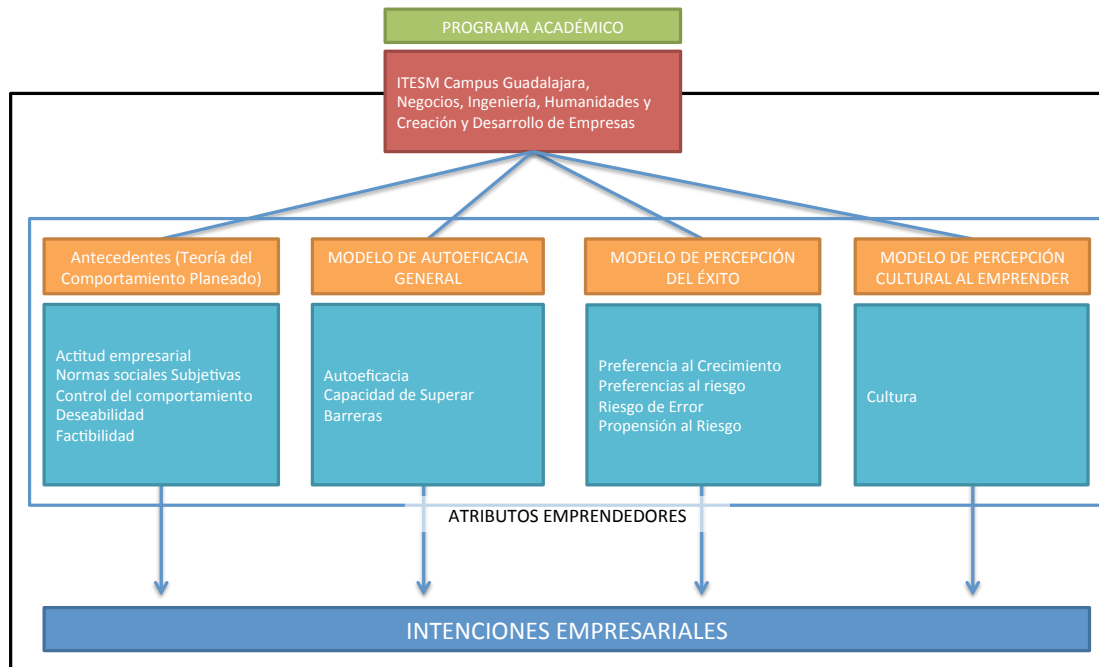 PROGRAMA ACADÉMICO
ITESM Campus Guadalajara,
Negocios, Ingeniería, Humanidades y
Creación y Desarrollo de Empresas
Antecedentes (Teoría del
Comportamiento Planeado)
MODELO DE AUTOEFICACIA
GENERAL
MODELO DE PERCEPCIÓN
DEL ÉXITO
MODELO DE PERCEPCIÓN
CULTURAL AL EMPRENDER
Actitud empresarial
Normas sociales Subjetivas
Control del comportamiento
Deseabilidad
Factibilidad
Autoeficacia
Capacidad de Superar
Barreras
Preferencia al Crecimiento
Preferencias al riesgo
Riesgo de Error
Propensión al Riesgo
Cultura
ATRIBUTOS EMPRENDEDORES
INTENCIONES EMPRESARIALES